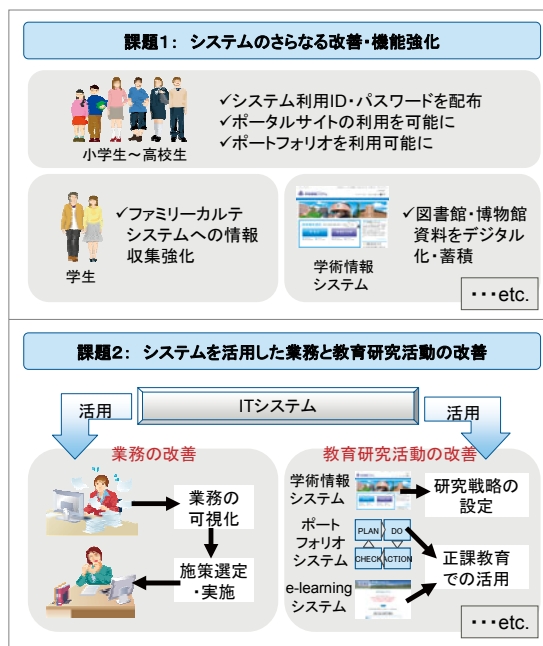 課題1： システムのさらなる改善・機能強化
✓システム利用ID・パスワードを配布
✓ポータルサイトの利用を可能に
✓ポートフォリオを利用可能に
小学生～高校生
✓ファミリーカルテ
システムへの情報
収集強化
学生
✓図書館・博物館
資料をデジタル
化・蓄積
学術情報
システム
・・・etc.
課題2： システムを活用した業務と教育研究活動の改善
ITシステム
活用
活用
業務の改善
業務の
可視化
施策選定
・実施
教育研究活動の改善
学術情報
システム
研究戦略の
設定
ポート
フォリオ
システム
PLAN
DO
CHECK
ACTION
正課教育
での活用
e-learning
システム
・・・etc.